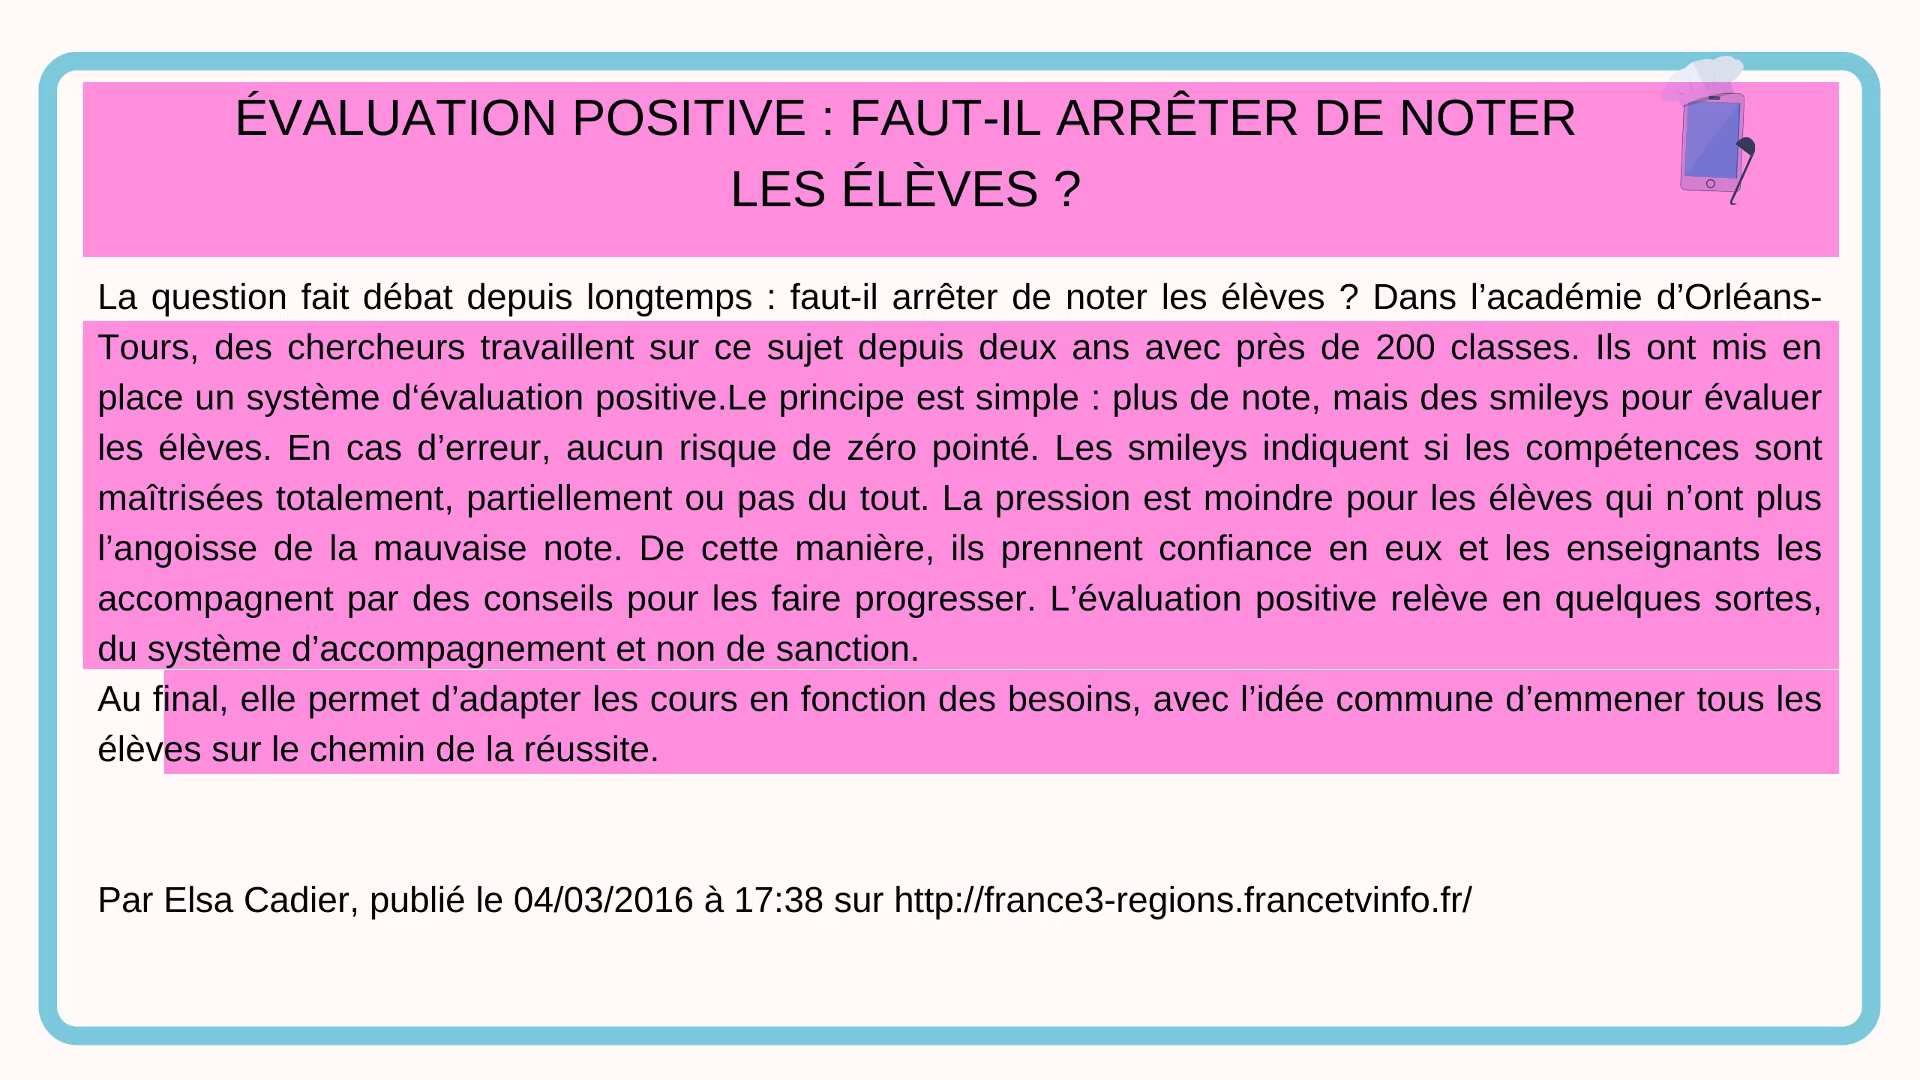 ÉVALUATION POSITIVE : FAUT-IL ARRÊTER DE NOTER
LES ÉLÈVES ?
La question fait débat depuis longtemps : faut-il arrêter de noter les élèves ? Dans l’académie d’Orléans-
Tours, des chercheurs travaillent sur ce sujet depuis deux ans avec près de 200 classes. Ils ont mis en
place un système d‘évaluation positive.Le principe est simple : plus de note, mais des smileys pour évaluer
les élèves. En cas d’erreur, aucun risque de zéro pointé. Les smileys indiquent si les compétences sont
maîtrisées totalement, partiellement ou pas du tout. La pression est moindre pour les élèves qui n’ont plus
l’angoisse de la mauvaise note. De cette manière, ils prennent confiance en eux et les enseignants les
accompagnent par des conseils pour les faire progresser. L’évaluation positive relève en quelques sortes,
du système d’accompagnement et non de sanction.
Au final, elle permet d’adapter les cours en fonction des besoins, avec l’idée commune d’emmener tous les
élèves sur le chemin de la réussite.
Par Elsa Cadier, publié le 04/03/2016 à 17:38 sur http://france3-regions.francetvinfo.fr/